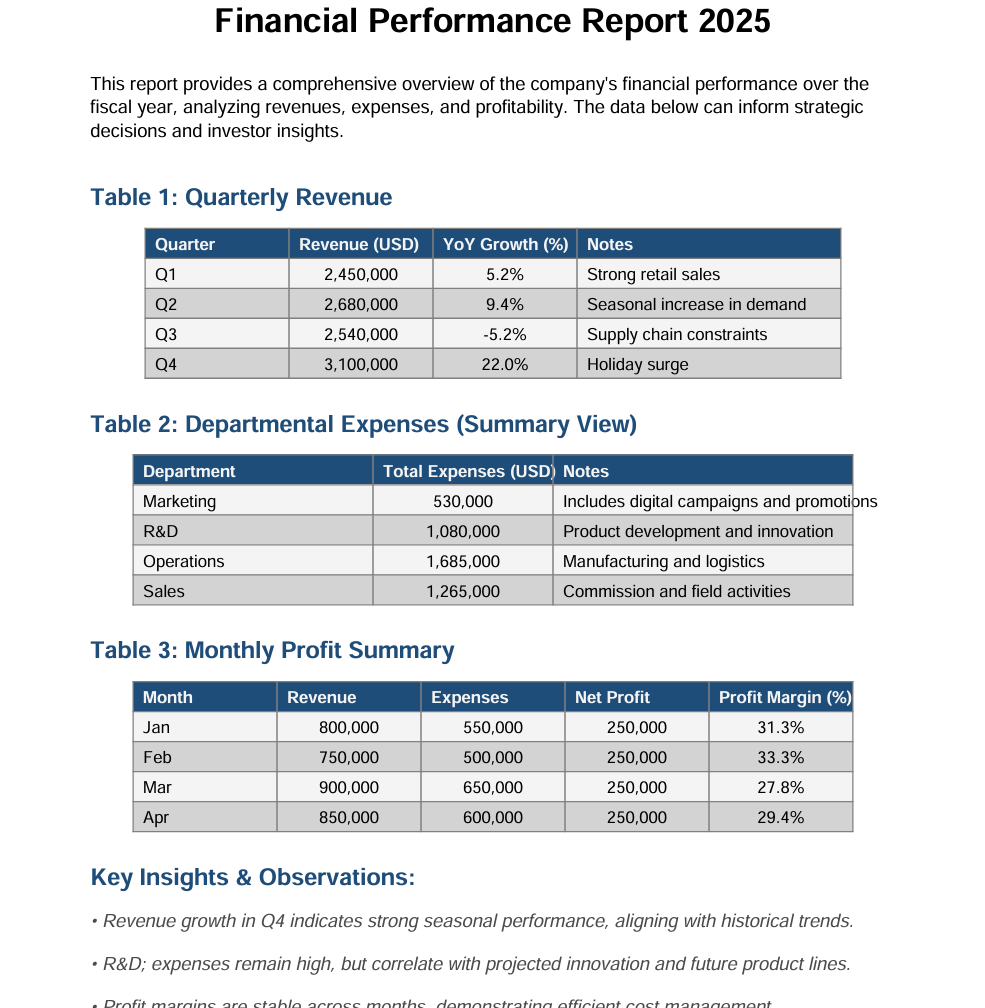 Financial Performance Report 2025
This report provides a comprehensive overview of the company's financial performance over the
fiscal year, analyzing revenues, expenses, and profitability. The data below can inform strategic
decisions and investor insights.
Table 1: Quarterly Revenue
Quarter Revenue (USD) YoY Growth (%) Notes
Q1 2,450,000 5.2% Strong retail sales
Q2 2,680,000 9.4% Seasonal increase in demand
Q3 2,540,000 -5.2% Supply chain constraints
Q4 3,100,000 22.0% Holiday surge
Table 2: Departmental Expenses (Summary View)
Department Total Expenses (USD) Notes
Marketing 530,000 Includes digital campaigns and promotions
R&D 1,080,000 Product development and innovation
Operations 1,685,000 Manufacturing and logistics
Sales 1,265,000 Commission and field activities
Table 3: Monthly Profit Summary
Month Revenue Expenses Net Profit Profit Margin (%)
Jan 800,000 550,000 250,000 31.3%
Feb 750,000 500,000 250,000 33.3%
Mar 900,000 650,000 250,000 27.8%
Apr 850,000 600,000 250,000 29.4%
Key Insights & Observations:
• Revenue growth in Q4 indicates strong seasonal performance, aligning with historical trends.
• R&D; expenses remain high, but correlate with projected innovation and future product lines.
• Profit margins are stable across months, demonstrating efficient cost management.